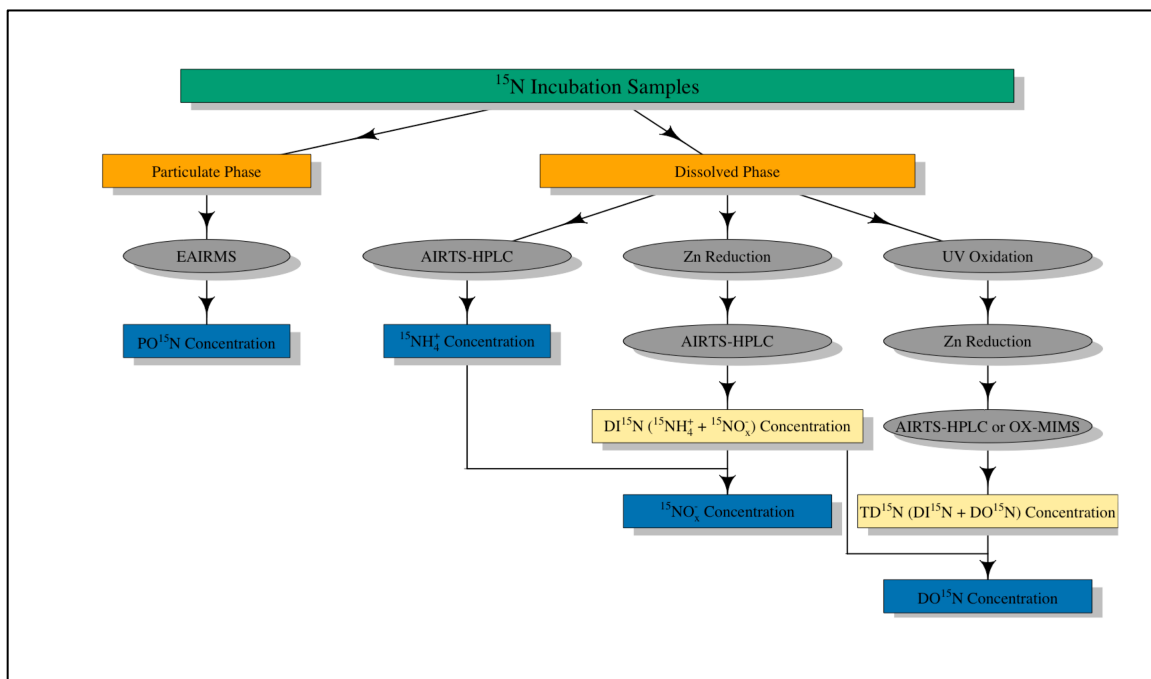 ¹⁵N Incubation Samples
Particulate Phase
Dissolved Phase
EAIRMS
AIRTS-HPLC
Zn Reduction
UV Oxidation
PO¹⁵N Concentration
¹⁵NH₄⁺ Concentration
AIRTS-HPLC
Zn Reduction
DI¹⁵N (¹⁵NH₄⁺ + ¹⁵NOₓ⁻) Concentration
AIRTS-HPLC or OX-MIMS
¹⁵NOₓ⁻ Concentration
TD¹⁵N (DI¹⁵N + DO¹⁵N) Concentration
DO¹⁵N Concentration